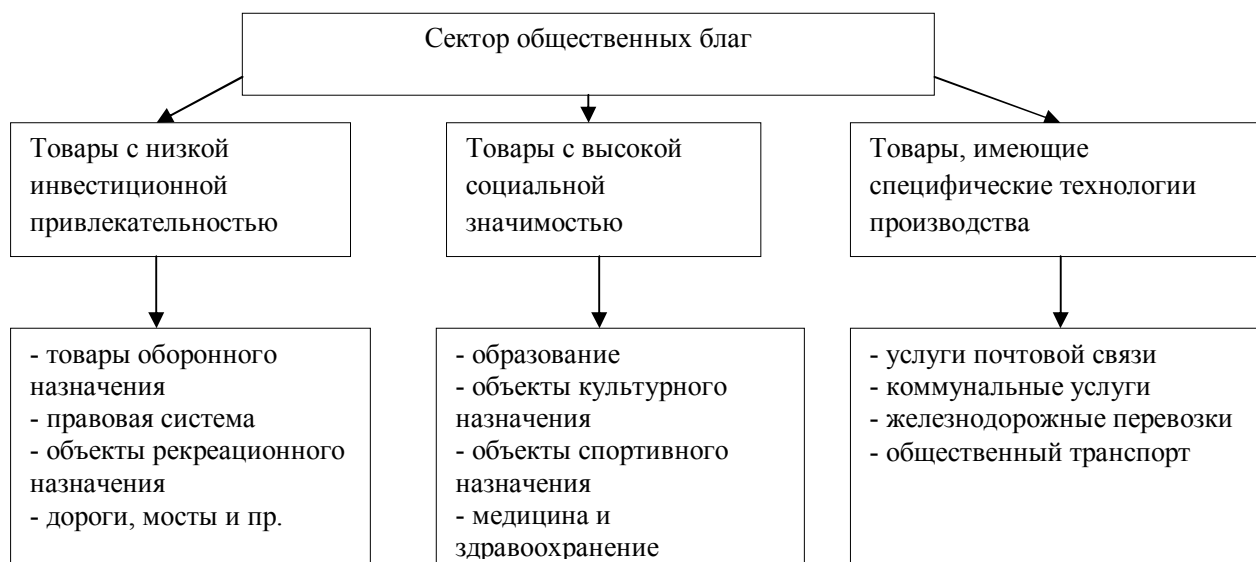 Сектор общественных благ
Товары с низкой
инвестиционной
привлекательностью
Товары с высокой
социальной
значимостью
Товары, имеющие
специфические технологии
производства
- товары оборонного
назначения
- правовая система
- объекты рекреационного
назначения
- дороги, мосты и пр.
- образование
- объекты культурного
назначения
- объекты спортивного
назначения
- медицина и
здравоохранение
- услуги почтовой связи
- коммунальные услуги
- железнодорожные перевозки
- общественный транспорт